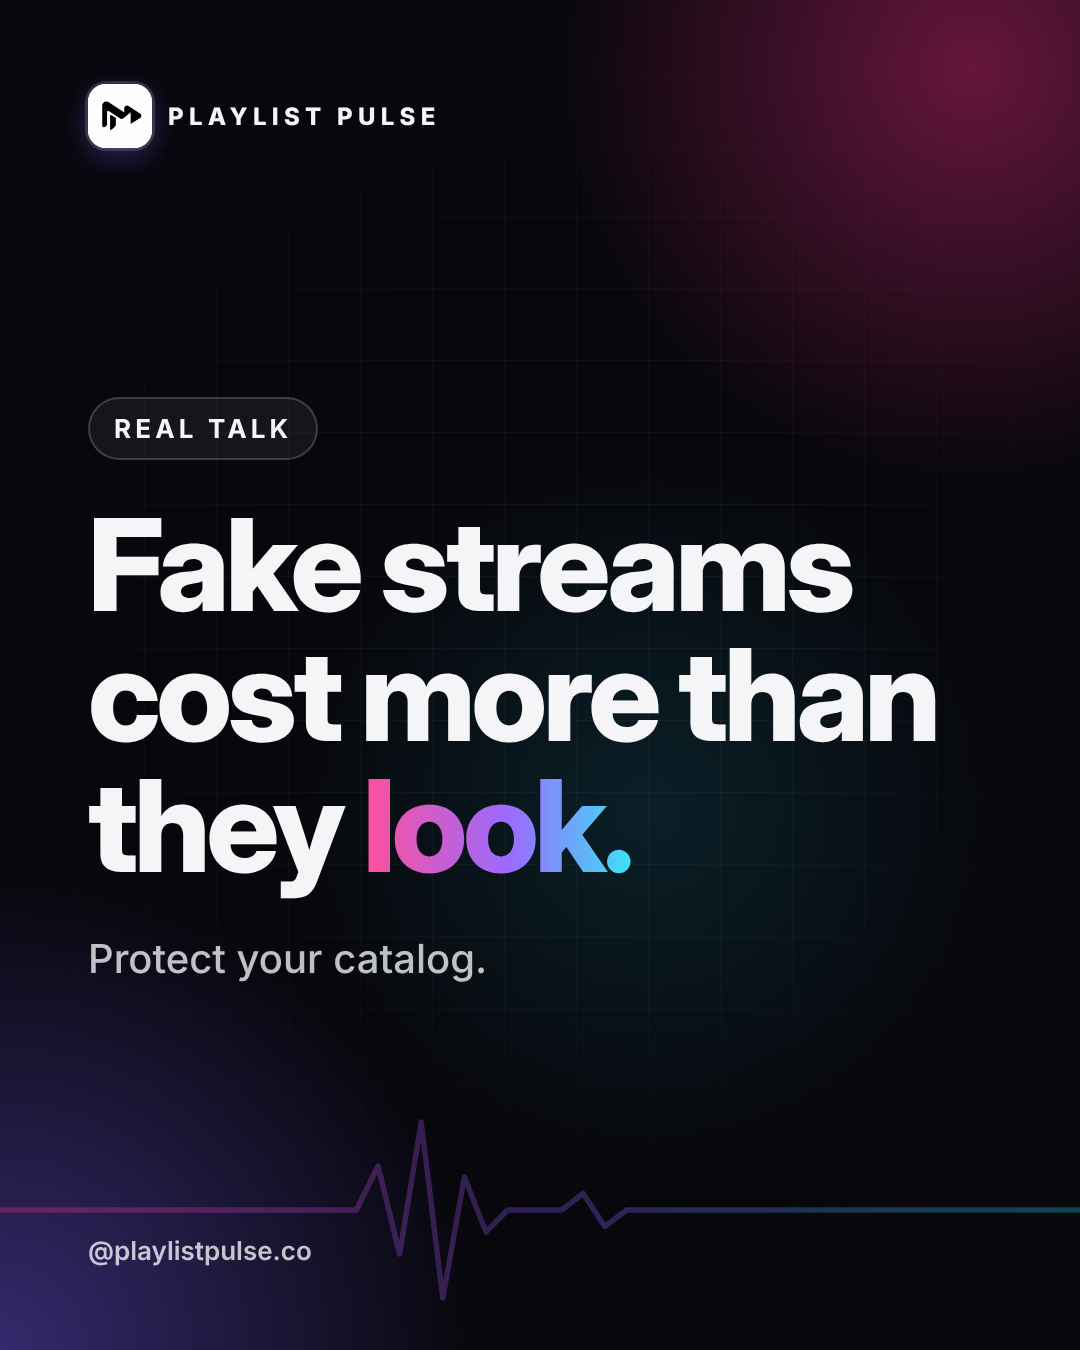 PLAYLIST PULSE
REAL TALK
Fake streams
cost more than
they look.
Protect your catalog.
@playlistpulse.co